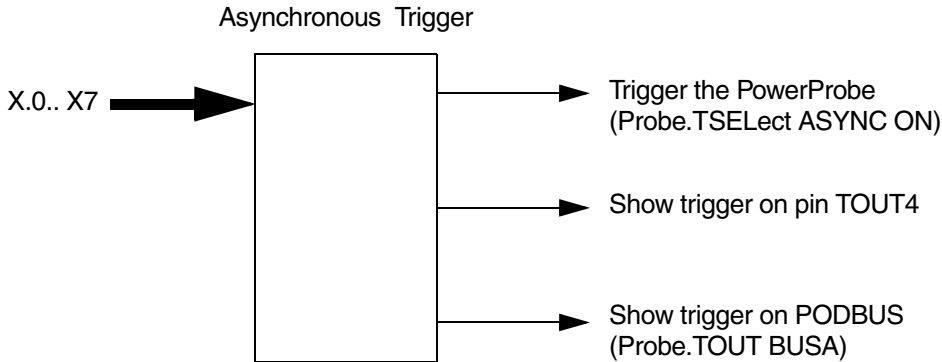 Asynchronous Trigger
X.0.. X7
Trigger the PowerProbe
(Probe.TSELect ASYNC ON)
Show trigger on pin TOUT4
Show trigger on PODBUS
(Probe.TOUT BUSA)